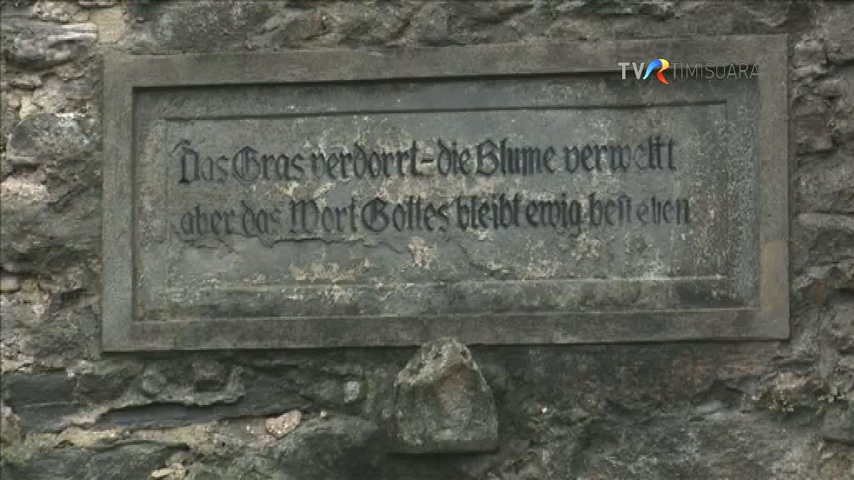 TVR TIMIȘOARA
Das Gras verdorrt - die Blume verwelkt
aber das Wort Gottes bleibt ewig bestehen